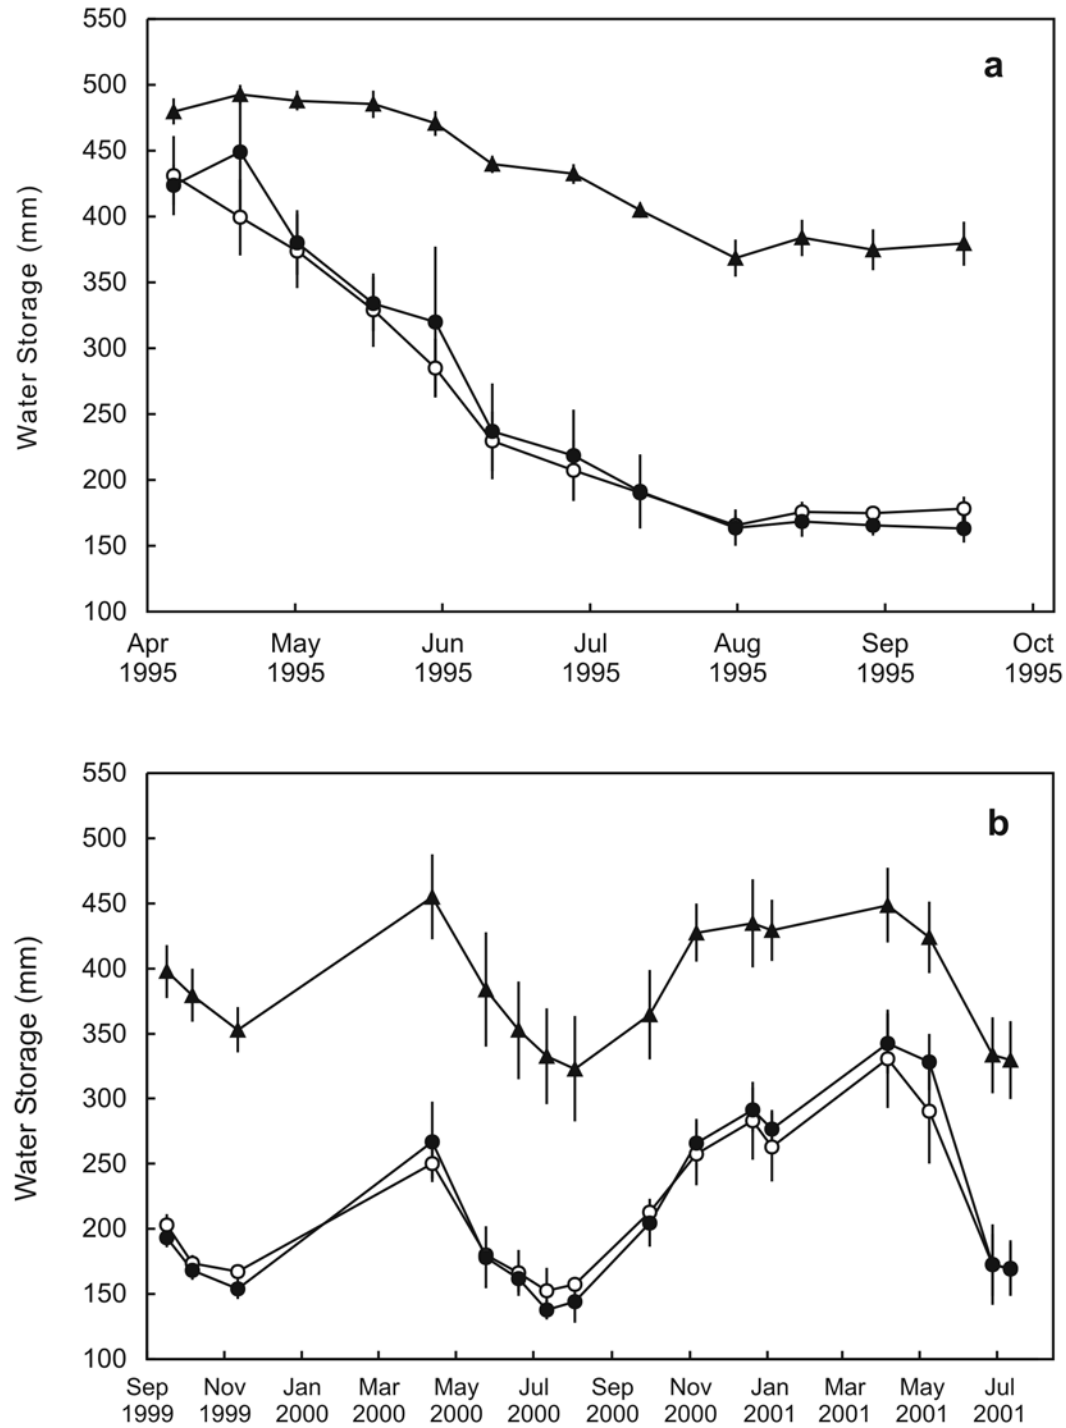 550
a
500
450
400
350
300
250
200
150
100
Water Storage (mm)
Apr May Jun Jul Aug Sep Oct
1995 1995 1995 1995 1995 1995 1995
550
b
500
450
400
350
300
250
200
150
100
Water Storage (mm)
Sep Nov Jan Mar May Jul Sep Nov Jan Mar May Jul
1999 1999 2000 2000 2000 2000 2000 2000 2001 2001 2001 2001